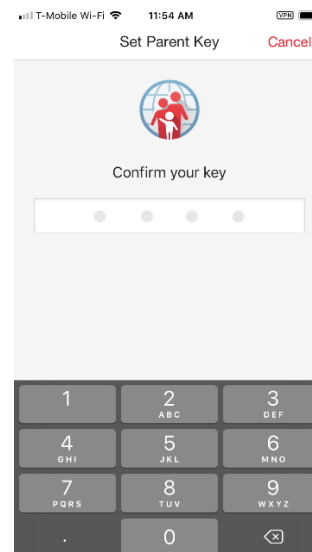 T-Mobile Wi-Fi 11:54 AM VPN
Set Parent Key Cancel
Confirm your key
1 2 3
ABC DEF
4 5 6
GHI JKL MNO
7 8 9
PQRS TUV WXYZ
. 0